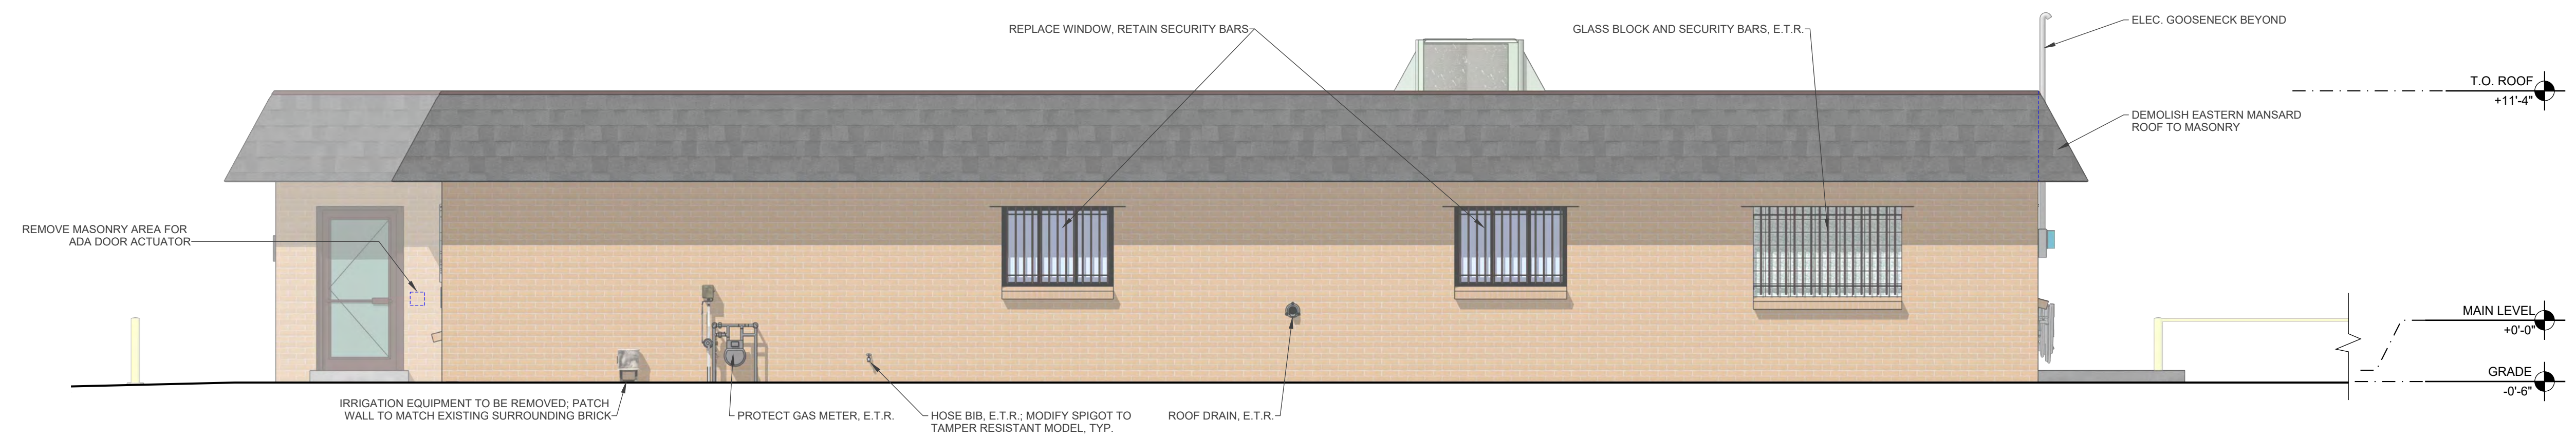 REPLACE WINDOW, RETAIN SECURITY BARS
GLASS BLOCK AND SECURITY BARS, E.T.R.
ELEC. GOOSENECK BEYOND
T.O. ROOF
+11'-4"
DEMOLISH EASTERN MANSARD
ROOF TO MASONRY
REMOVE MASONRY AREA FOR
ADA DOOR ACTUATOR
MAIN LEVEL
+0'-0"
GRADE
-0'-6"
IRRIGATION EQUIPMENT TO BE REMOVED; PATCH
WALL TO MATCH EXISTING SURROUNDING BRICK
PROTECT GAS METER, E.T.R.
HOSE BIB, E.T.R.; MODIFY SPIGOT TO
TAMPER RESISTANT MODEL, TYP.
ROOF DRAIN, E.T.R.